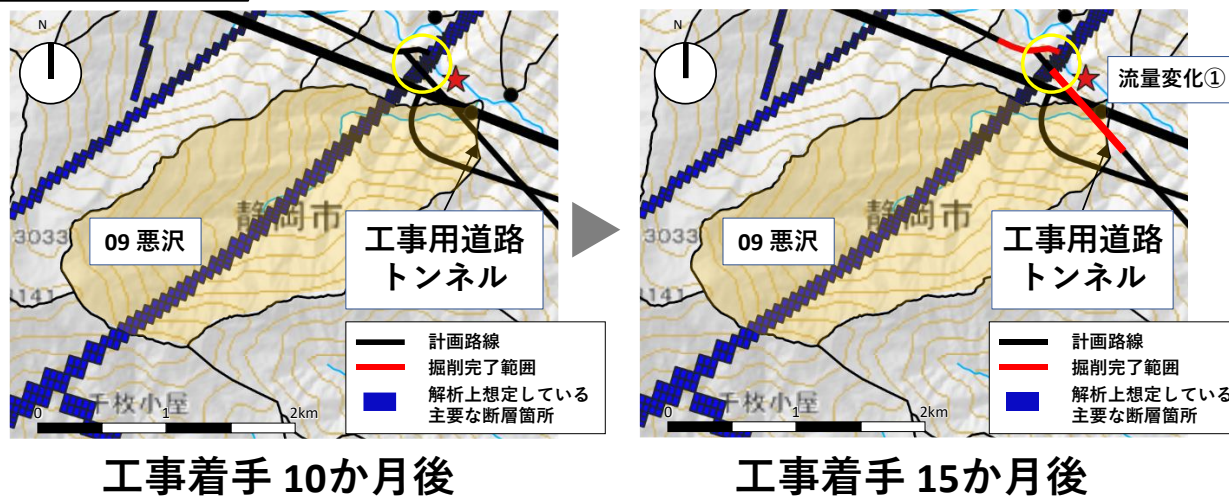 N
静岡市
3033
09 悪沢
工事用道路
トンネル
計画路線
掘削完了範囲
解析上想定している
主要な断層箇所
千枚小屋
0 1 2km
工事着手 10か月後
N
流量変化①
静岡市
3033
09 悪沢
工事用道路
トンネル
計画路線
掘削完了範囲
解析上想定している
主要な断層箇所
千枚小屋
0 1 2km
工事着手 15か月後